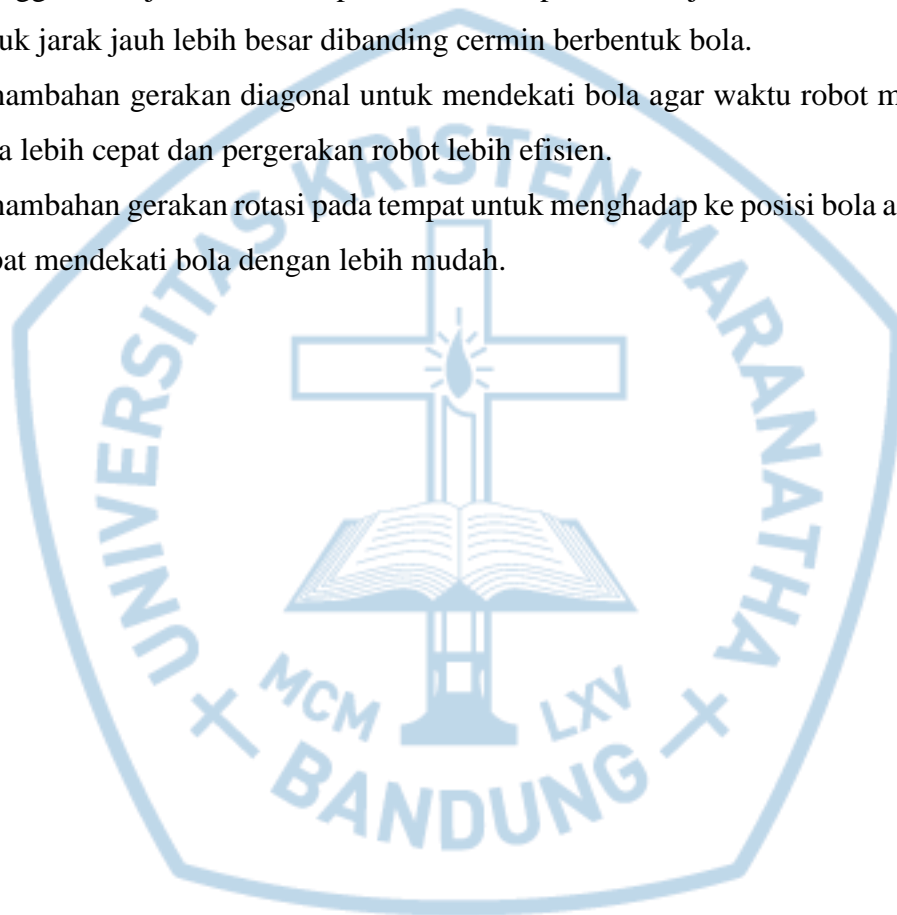 uk jarak jauh lebih besar dibanding cermin berbentuk bola.
nambahan gerakan diagonal untuk mendekati bola agar waktu robot m
a lebih cepat dan pergerakan robot lebih efisien.
nambahan gerakan rotasi pada tempat untuk menghadap ke posisi bola a
pat mendekati bola dengan lebih mudah.
UNIVERSITAS KRISTEN MARANATHA
MCM LXV
BANDUNG